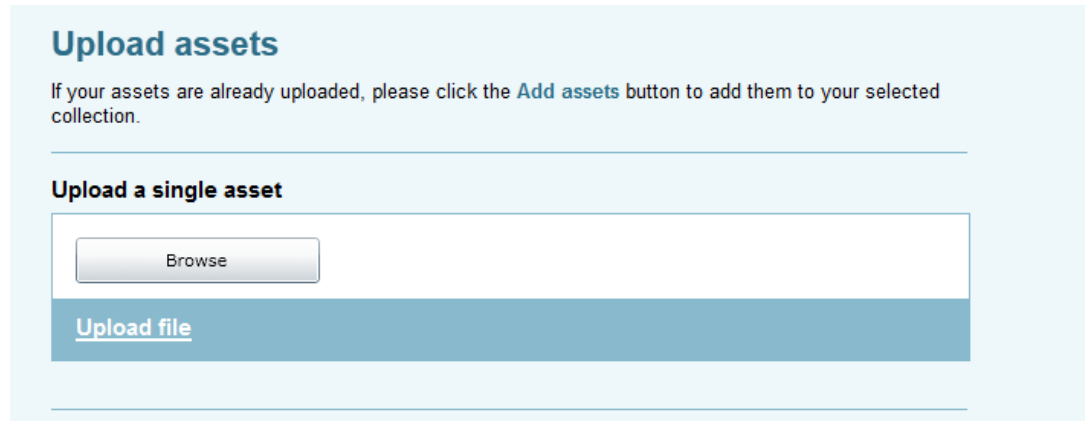 Upload assets
If your assets are already uploaded, please click the Add assets button to add them to your selected
collection.
Upload a single asset
Browse
Upload file